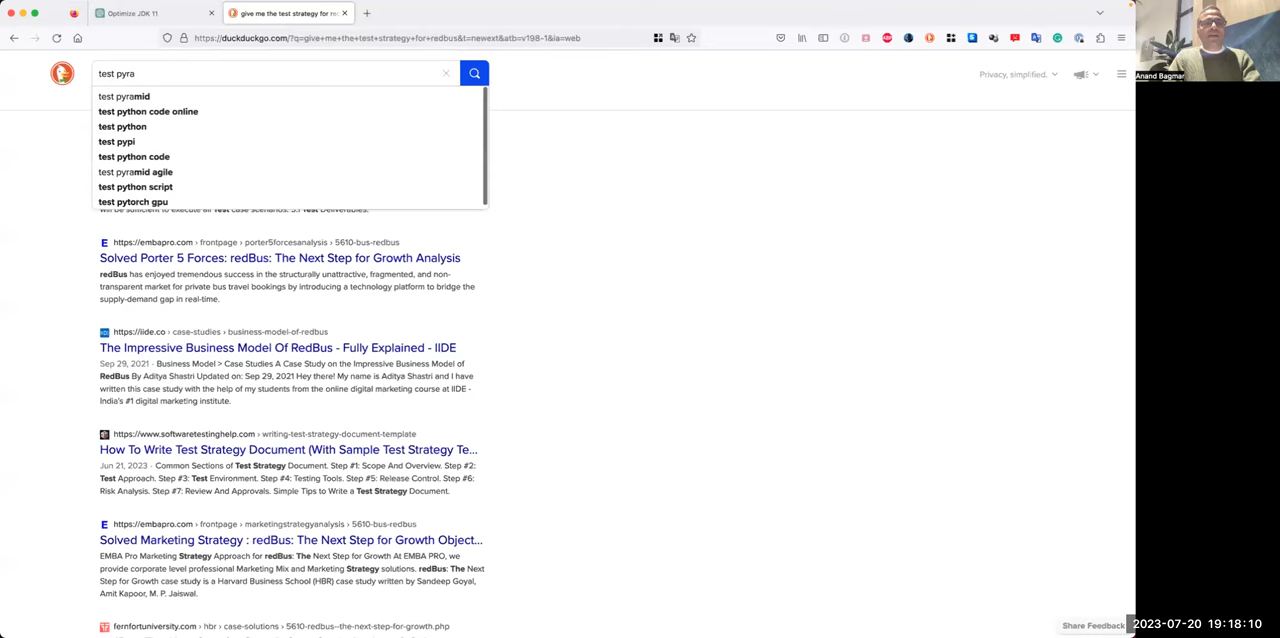 Optimize JDK 11
give me the test strategy for red
https://duckduckgo.com/?q=give+me+the+test+strategy+for+redbus&t=newext&atb=v198-1&ia=web
test pyra
Privacy, simplified.
Anand Bagmar
test pyramid
test python code online
test python
test pypi
test python code
test pyramid agile
test python script
test pytorch gpu
will be sufficient to execute all Test case scenarios. 5.1 Test Deliverables.
https://embapro.com › frontpage › porter5forcesanalysis › 5610-bus-redbus
Solved Porter 5 Forces: redBus: The Next Step for Growth Analysis
redBus has enjoyed tremendous success in the structurally unattractive, fragmented, and non-
transparent market for private bus travel bookings by introducing a technology platform to bridge the
supply-demand gap in real-time.
https://iide.co › case-studies › business-model-of-redbus
The Impressive Business Model Of RedBus - Fully Explained - IIDE
Sep 29, 2021 · Business Model > Case Studies A Case Study on the Impressive Business Model of
RedBus By Aditya Shastri Updated on: Sep 29, 2021 Hey there! My name is Aditya Shastri and I have
written this case study with the help of my students from the online digital marketing course at IIDE -
India's #1 digital marketing institute.
https://www.softwaretestinghelp.com › writing-test-strategy-document-template
How To Write Test Strategy Document (With Sample Test Strategy Te...
Jun 21, 2023 · Common Sections of Test Strategy Document. Step #1: Scope And Overview. Step #2:
Test Approach. Step #3: Test Environment. Step #4: Testing Tools. Step #5: Release Control. Step #6:
Risk Analysis. Step #7: Review And Approvals. Simple Tips to Write a Test Strategy Document.
https://embapro.com › frontpage › marketingstrategyanalysis › 5610-bus-redbus
Solved Marketing Strategy : redBus: The Next Step for Growth Object...
EMBA Pro Marketing Strategy Approach for redBus: The Next Step for Growth At EMBA PRO, we
provide corporate level professional Marketing Mix and Marketing Strategy solutions. redBus: The Next
Step for Growth case study is a Harvard Business School (HBR) case study written by Sandeep Goyal,
Amit Kapoor, M. P. Jaiswal.
fernfortuniversity.com › hbr › case-solutions › 5610-redbus--the-next-step-for-growth.php
Share Feedback
2023-07-20 19:18:10